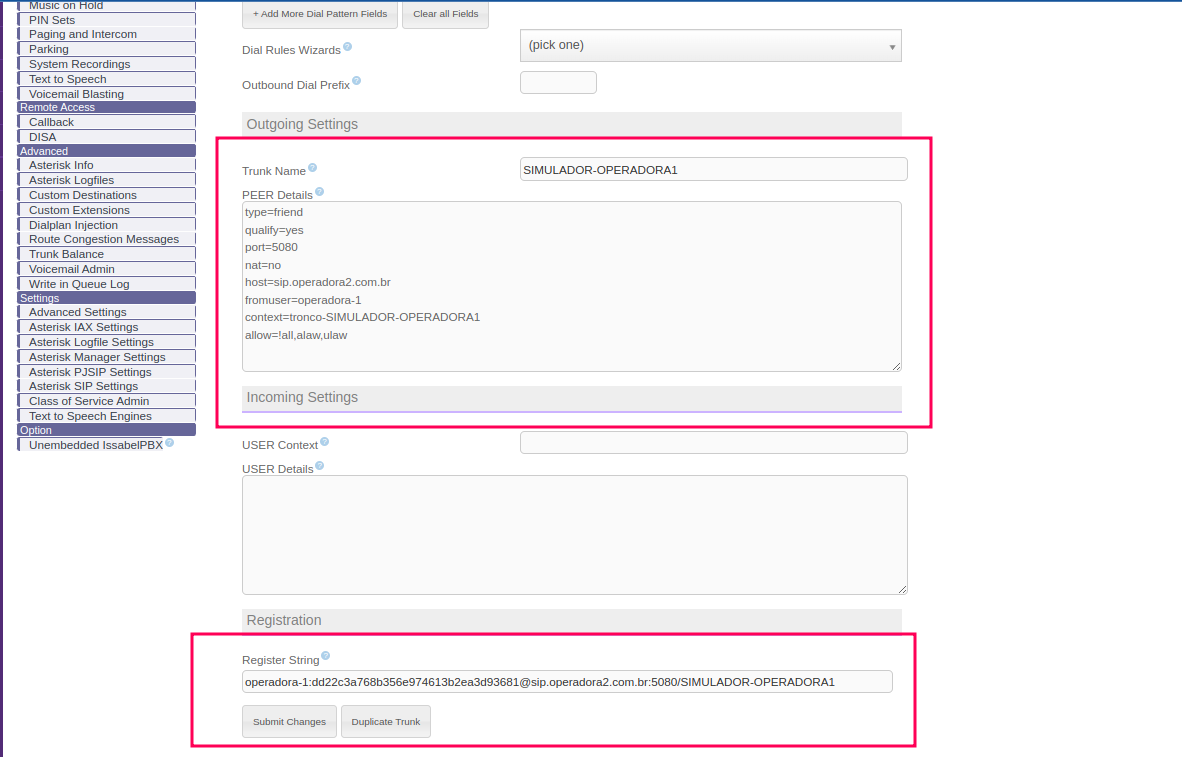 Music on Hold
PIN Sets
Paging and Intercom
Parking
System Recordings
Text to Speech
Voicemail Blasting
Remote Access
Callback
DISA
Advanced
Asterisk Info
Asterisk Logfiles
Custom Destinations
Custom Extensions
Dialplan Injection
Route Congestion Messages
Trunk Balance
Voicemail Admin
Write in Queue Log
Settings
Advanced Settings
Asterisk IAX Settings
Asterisk Logfile Settings
Asterisk Manager Settings
Asterisk PJSIP Settings
Asterisk SIP Settings
Class of Service Admin
Text to Speech Engines
Option
Unembedded IssabelPBX ?
+ Add More Dial Pattern Fields Clear all Fields
Dial Rules Wizards ? (pick one)
Outbound Dial Prefix ?
Outgoing Settings
Trunk Name ? SIMULADOR-OPERADORA1
PEER Details ?
type=friend
qualify=yes
port=5080
nat=no
host=sip.operadora2.com.br
fromuser=operadora-1
context=tronco-SIMULADOR-OPERADORA1
allow=!all,alaw,ulaw
Incoming Settings
USER Context ?
USER Details ?
Registration
Register String ?
operadora-1:dd22c3a768b356e974613b2ea3d93681@sip.operadora2.com.br:5080/SIMULADOR-OPERADORA1
Submit Changes Duplicate Trunk